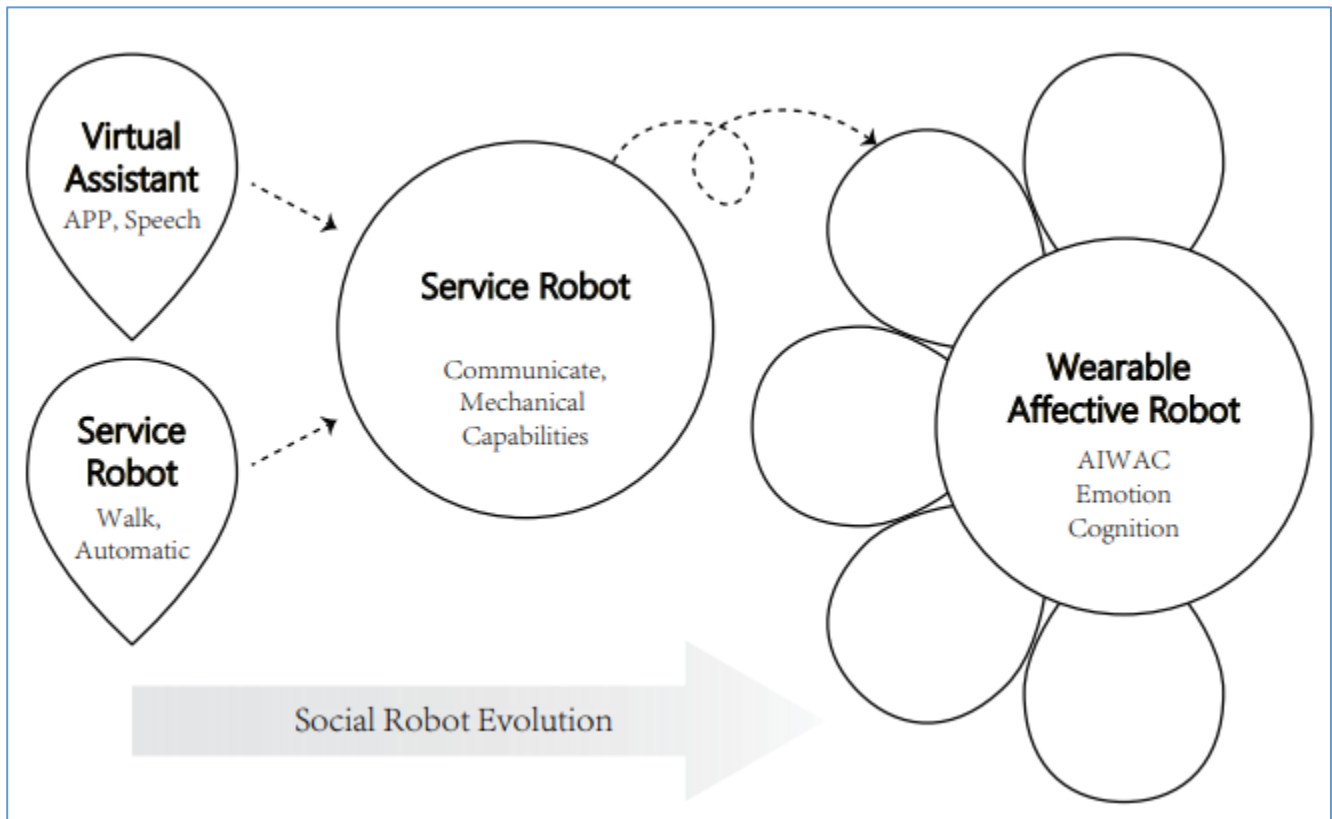 Virtual
Assistant
APP, Speech
Service
Robot
Walk,
Automatic
Service Robot
Communicate,
Mechanical
Capabilities
Wearable
Affective Robot
AIWAC
Emotion
Cognition
Social Robot Evolution